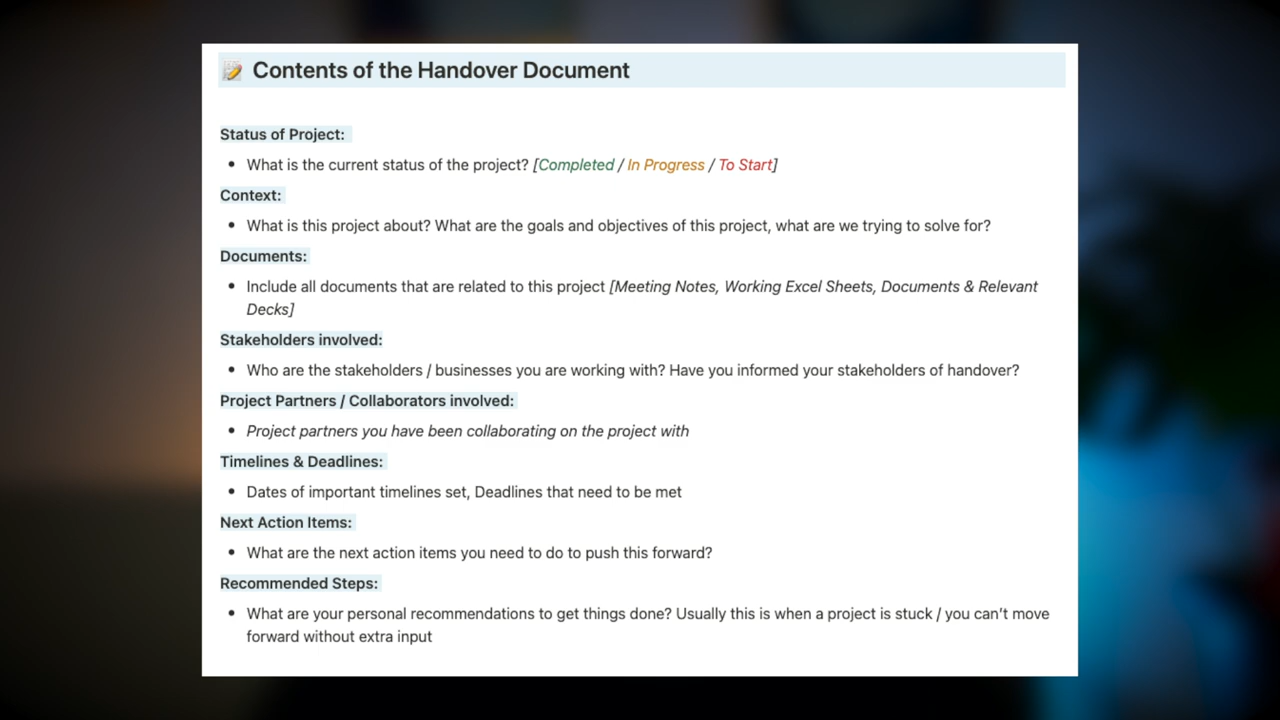 Contents of the Handover Document
Status of Project:
• What is the current status of the project? [Completed / In Progress / To Start]
Context:
• What is this project about? What are the goals and objectives of this project, what are we trying to solve for?
Documents:
• Include all documents that are related to this project [Meeting Notes, Working Excel Sheets, Documents & Relevant
Decks]
Stakeholders involved:
• Who are the stakeholders / businesses you are working with? Have you informed your stakeholders of handover?
Project Partners / Collaborators involved:
• Project partners you have been collaborating on the project with
Timelines & Deadlines:
• Dates of important timelines set, Deadlines that need to be met
Next Action Items:
• What are the next action items you need to do to push this forward?
Recommended Steps:
• What are your personal recommendations to get things done? Usually this is when a project is stuck / you can’t move
forward without extra input